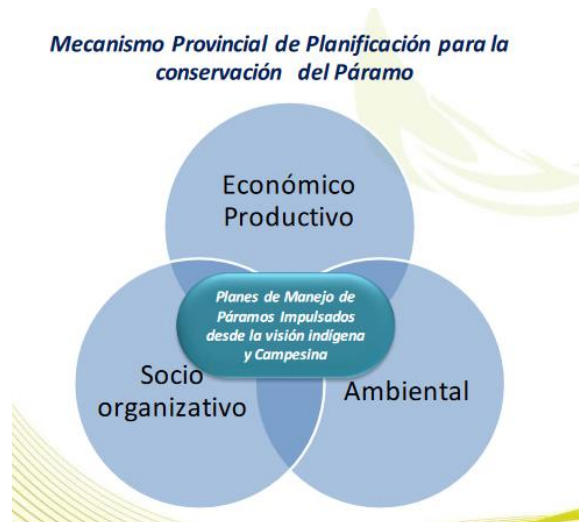 Mecanismo Provincial de Planificación para la
conservación del Páramo
Económico
Productivo
Planes de Manejo de
Páramos Impulsados
desde la visión indígena
y Campesina
Socio
organizativo
Ambiental